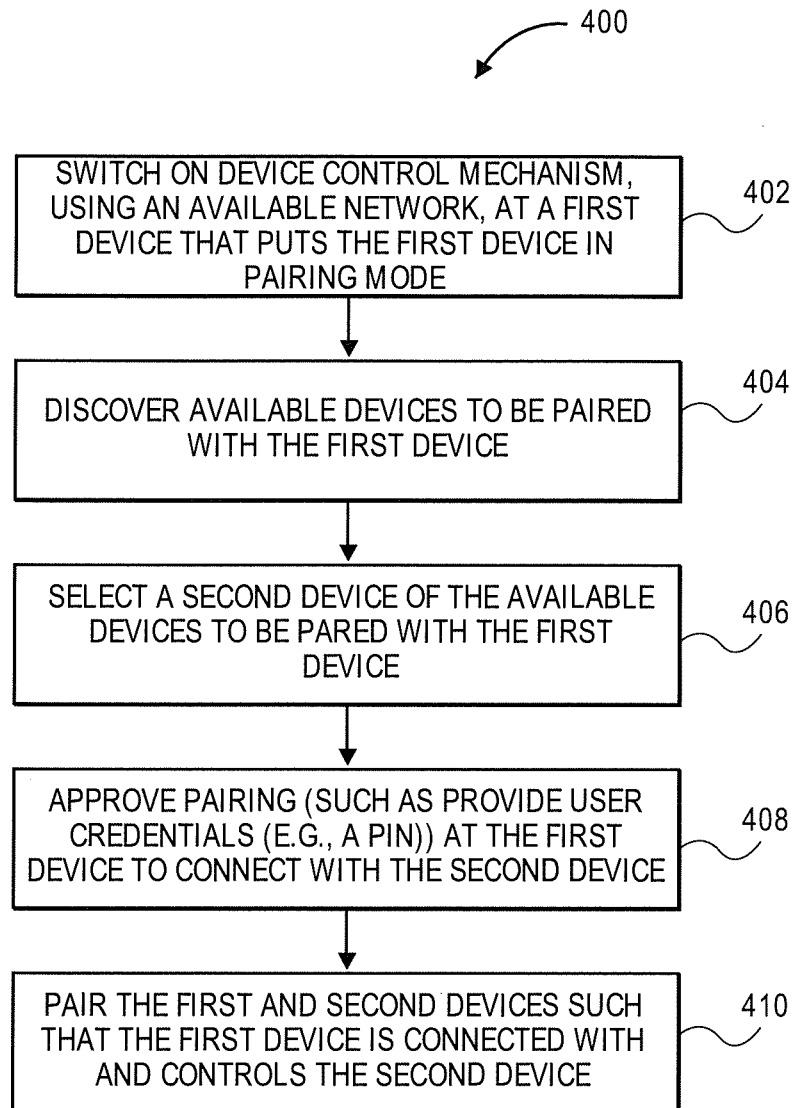 400
SWITCH ON DEVICE CONTROL MECHANISM,
USING AN AVAILABLE NETWORK, AT A FIRST
DEVICE THAT PUTS THE FIRST DEVICE IN
PAIRING MODE
402
DISCOVER AVAILABLE DEVICES TO BE PAIRED
WITH THE FIRST DEVICE
404
SELECT A SECOND DEVICE OF THE AVAILABLE
DEVICES TO BE PARED WITH THE FIRST
DEVICE
406
APPROVE PAIRING (SUCH AS PROVIDE USER
CREDENTIALS (E.G., A PIN)) AT THE FIRST
DEVICE TO CONNECT WITH THE SECOND DEVICE
408
PAIR THE FIRST AND SECOND DEVICES SUCH
THAT THE FIRST DEVICE IS CONNECTED WITH
AND CONTROLS THE SECOND DEVICE
410